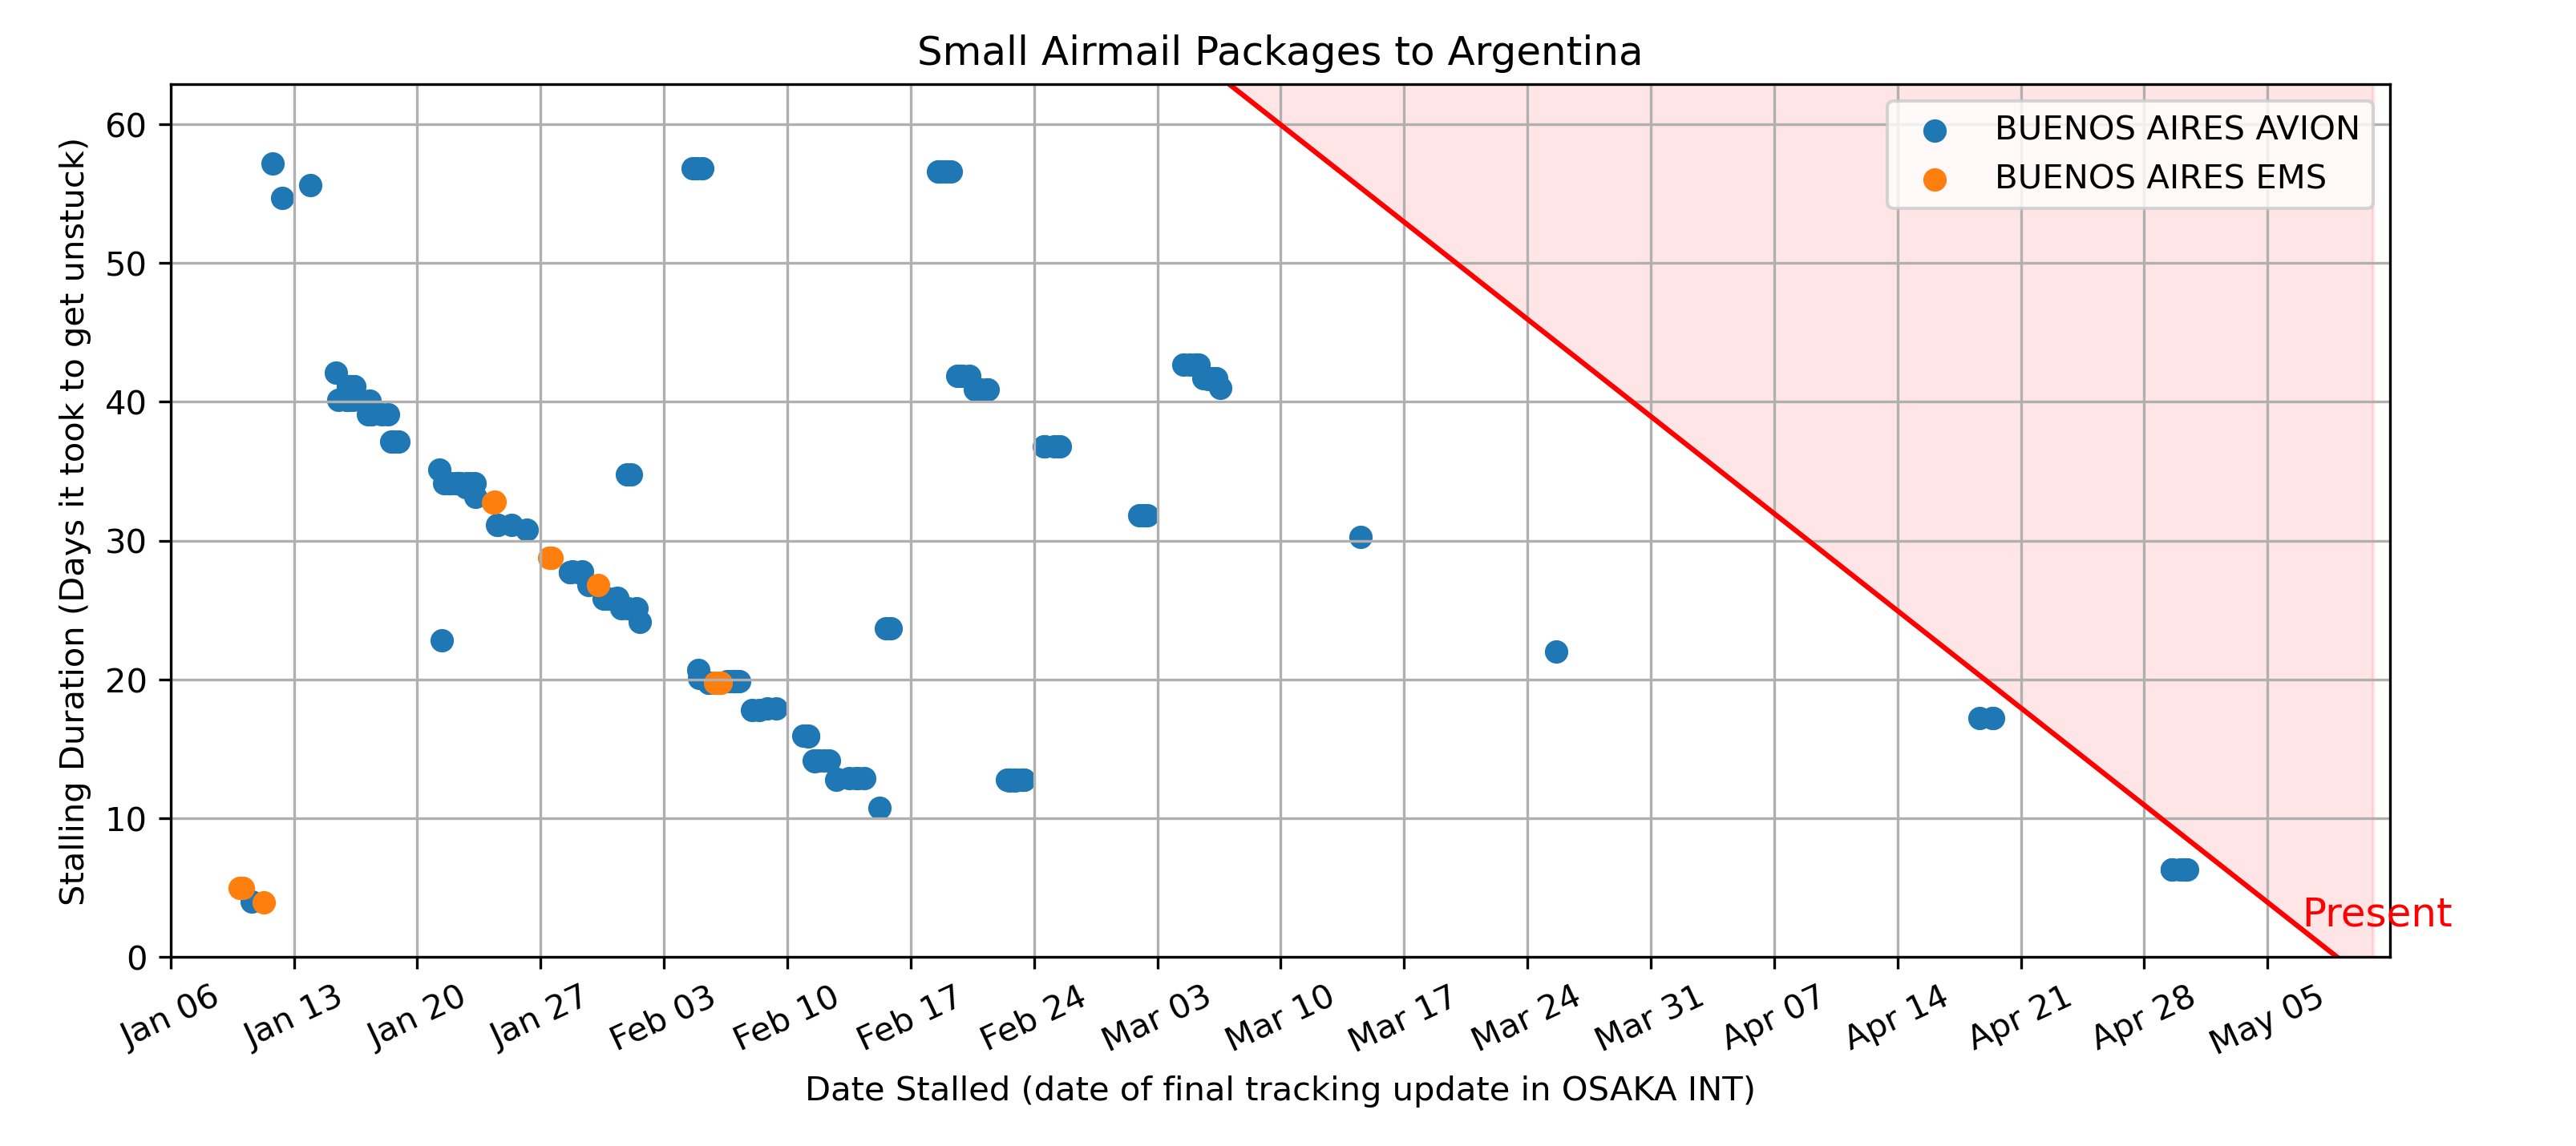 Small Airmail Packages to Argentina
Stalling Duration (Days it took to get unstuck)
60
50
40
30
20
10
0
BUENOS AIRES AVION
BUENOS AIRES EMS
Present
Jan 06
Jan 13
Jan 20
Jan 27
Feb 03
Feb 10
Feb 17
Feb 24
Mar 03
Mar 10
Mar 17
Mar 24
Mar 31
Apr 07
Apr 14
Apr 21
Apr 28
May 05
Date Stalled (date of final tracking update in OSAKA INT)